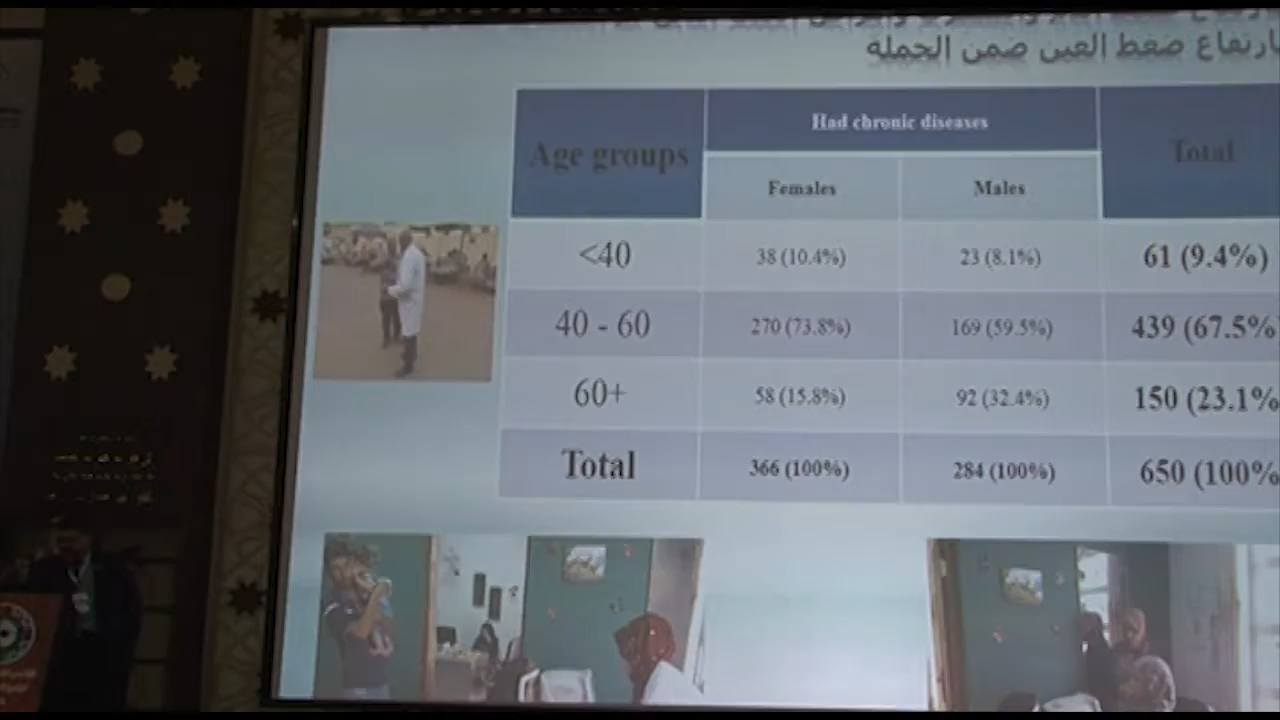 بارتفاع ضغط العين ضمن الحمله
Age groups Had chronic diseases Total
Females Males
<40 38 (10.4%) 23 (8.1%) 61 (9.4%)
40 - 60 270 (73.8%) 169 (59.5%) 439 (67.5%
60+ 58 (15.8%) 92 (32.4%) 150 (23.1%
Total 366 (100%) 284 (100%) 650 (100%